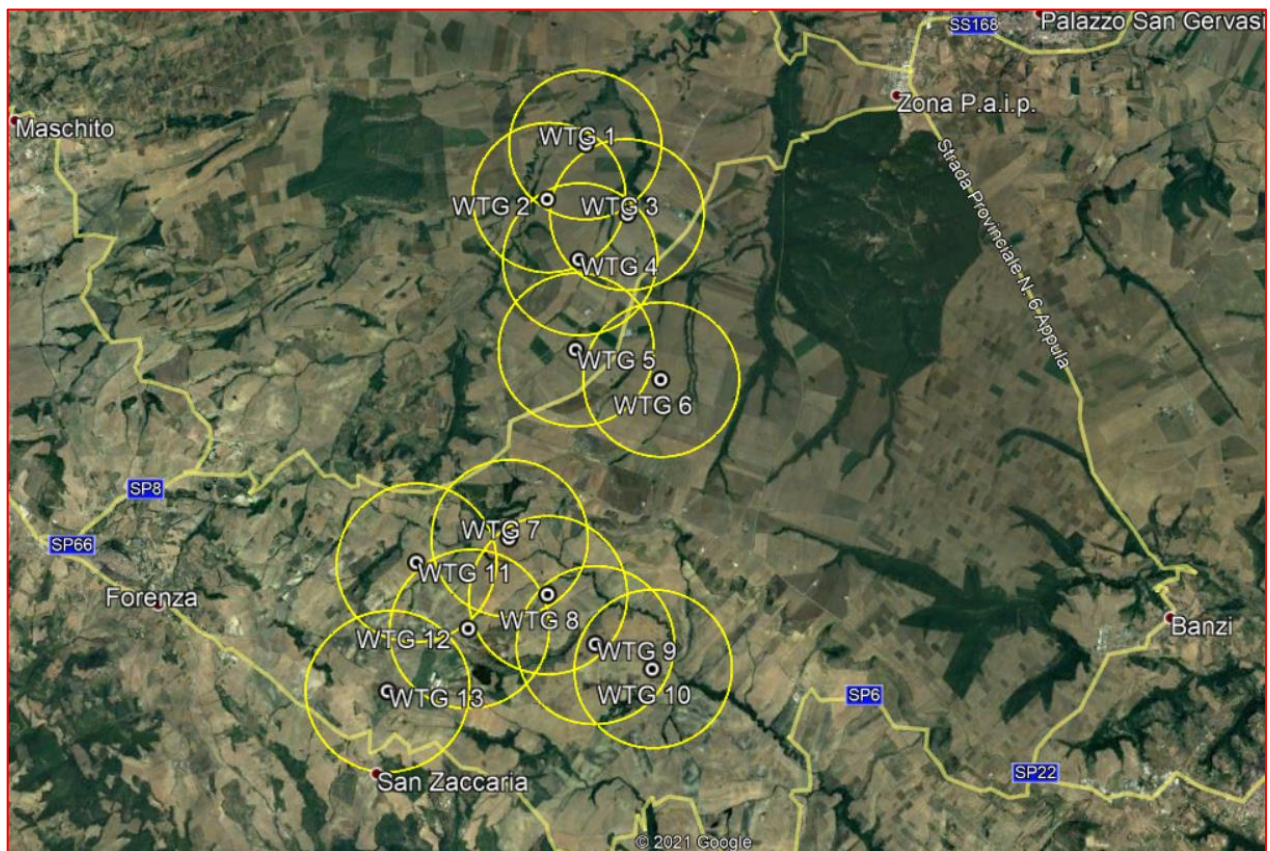 SS168
Palazzo San Gervasi
Zona P.a.i.p.
Maschito
WTG 1
Strada Provinciale N. 6 Appula
WTG 2
WTG 3
WTG 4
WTG 5
WTG 6
SP8
WTG 7
SP66
WTG 11
Forenza
WTG 8
Banzi
WTG 12
WTG 9
WTG 13
WTG 10
SP6
SP22
San Zaccaria
© 2021 Google